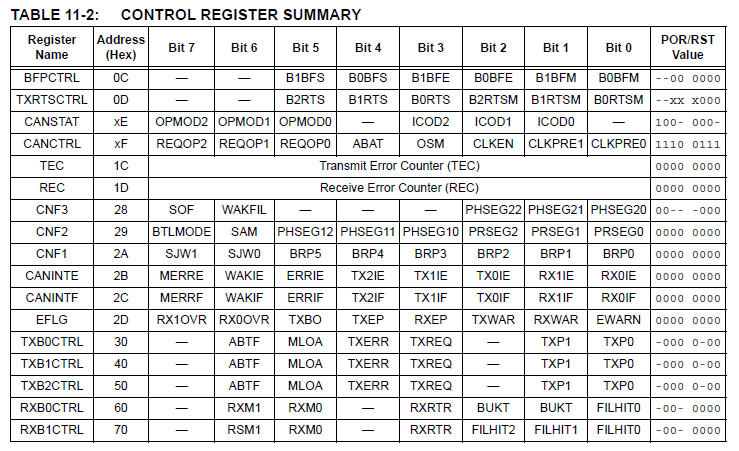 TABLE 11-2: CONTROL REGISTER SUMMARY
Register Name Address (Hex) Bit 7 Bit 6 Bit 5 Bit 4 Bit 3 Bit 2 Bit 1 Bit 0 POR/RST Value
BFPCTRL 0C — — B1BFS B0BFS B1BFE B0BFE B1BFM B0BFM --00 0000
TXRTSCTRL 0D — — B2RTS B1RTS B0RTS B2RTSM B1RTSM B0RTSM --xx x000
CANSTAT xE OPMOD2 OPMOD1 OPMOD0 — ICOD2 ICOD1 ICOD0 — 100- 000-
CANCTRL xF REQOP2 REQOP1 REQOP0 ABAT OSM CLKEN CLKPRE1 CLKPRE0 1110 0111
TEC 1C Transmit Error Counter (TEC) 0000 0000
REC 1D Receive Error Counter (REC) 0000 0000
CNF3 28 SOF WAKFIL — — — PHSEG22 PHSEG21 PHSEG20 00-- -000
CNF2 29 BTLMODE SAM PHSEG12 PHSEG11 PHSEG10 PRSEG2 PRSEG1 PRSEG0 0000 0000
CNF1 2A SJW1 SJW0 BRP5 BRP4 BRP3 BRP2 BRP1 BRP0 0000 0000
CANINTE 2B MERRE WAKIE ERRIE TX2IE TX1IE TX0IE RX1IE RX0IE 0000 0000
CANINTF 2C MERRF WAKIF ERRIF TX2IF TX1IF TX0IF RX1IF RX0IF 0000 0000
EFLG 2D RX1OVR RX0OVR TXBO TXEP RXEP TXWAR RXWAR EWARN 0000 0000
TXB0CTRL 30 — ABTF MLOA TXERR TXREQ — TXP1 TXP0 -000 0-00
TXB1CTRL 40 — ABTF MLOA TXERR TXREQ — TXP1 TXP0 -000 0-00
TXB2CTRL 50 — ABTF MLOA TXERR TXREQ — TXP1 TXP0 -000 0-00
RXB0CTRL 60 — RXM1 RXM0 — RXRTR BUKT BUKT FILHIT0 -00- 0000
RXB1CTRL 70 — RSM1 RXM0 — RXRTR FILHIT2 FILHIT1 FILHIT0 -00- 0000